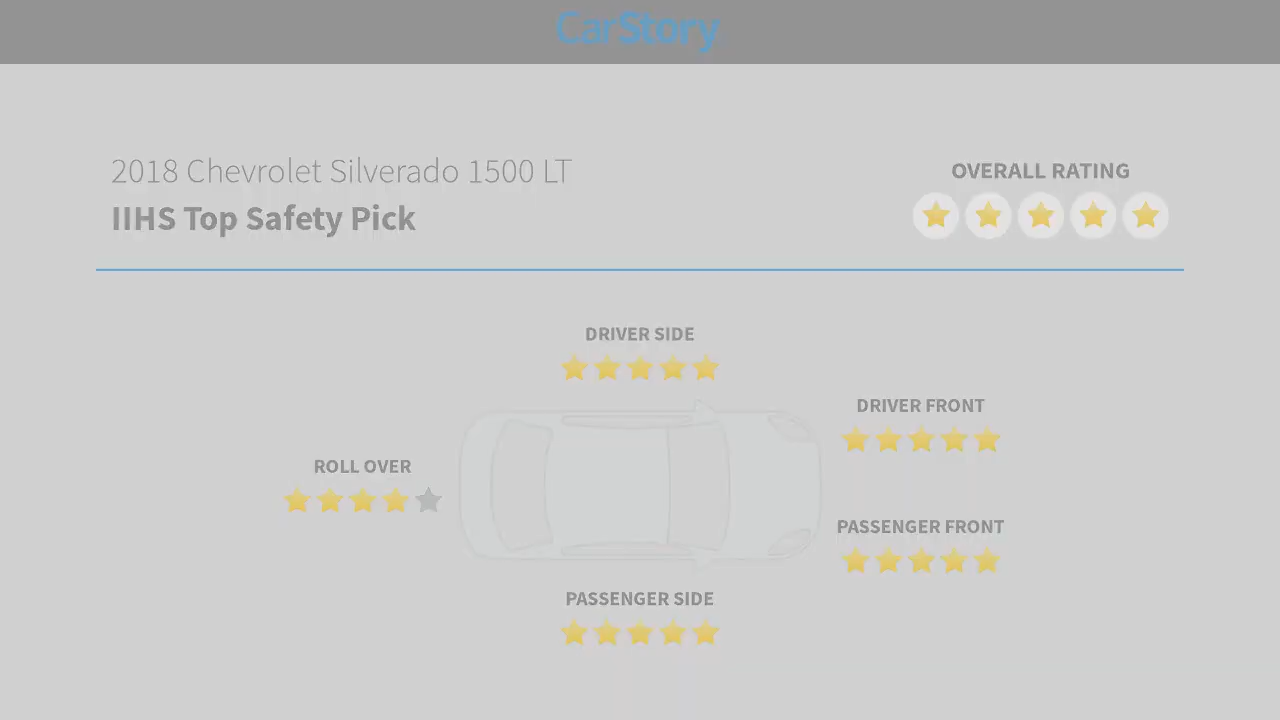 CarStory
2018 Chevrolet Silverado 1500 LT
IIHS Top Safety Pick
OVERALL RATING
DRIVER SIDE
DRIVER FRONT
ROLL OVER
PASSENGER FRONT
PASSENGER SIDE